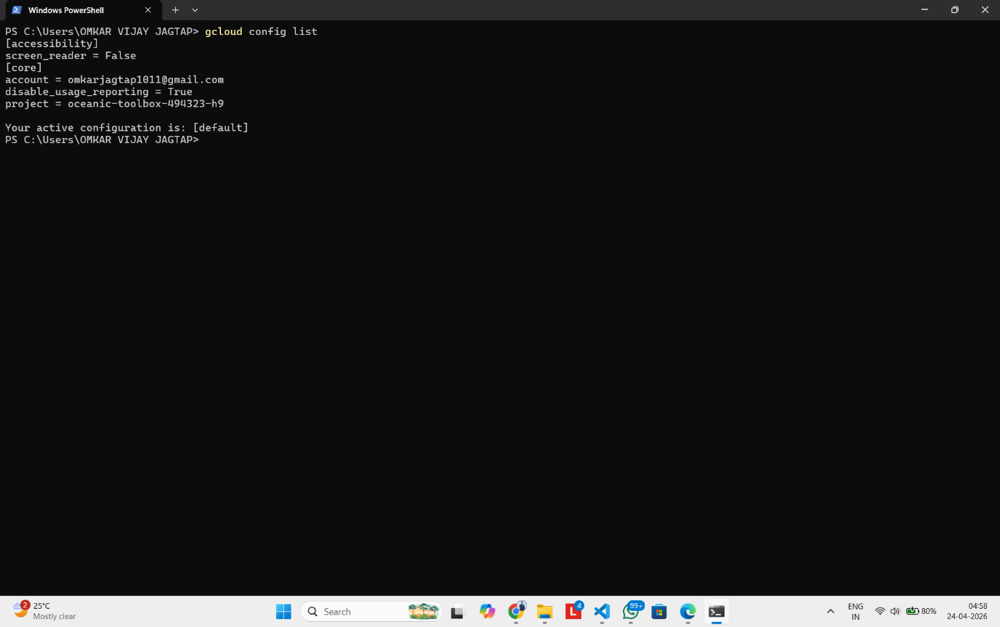 Windows PowerShell
PS C:\Users\OMKAR VIJAY JAGTAP> gcloud config list
[accessibility]
screen_reader = False
[core]
account = omkarjagtap1011@gmail.com
disable_usage_reporting = True
project = oceanic-toolbox-494323-h9
Your active configuration is: [default]
PS C:\Users\OMKAR VIJAY JAGTAP>
2
25°C
Mostly clear
Search
L
4
99+
ENG
IN
80%
04:58
24-04-2026